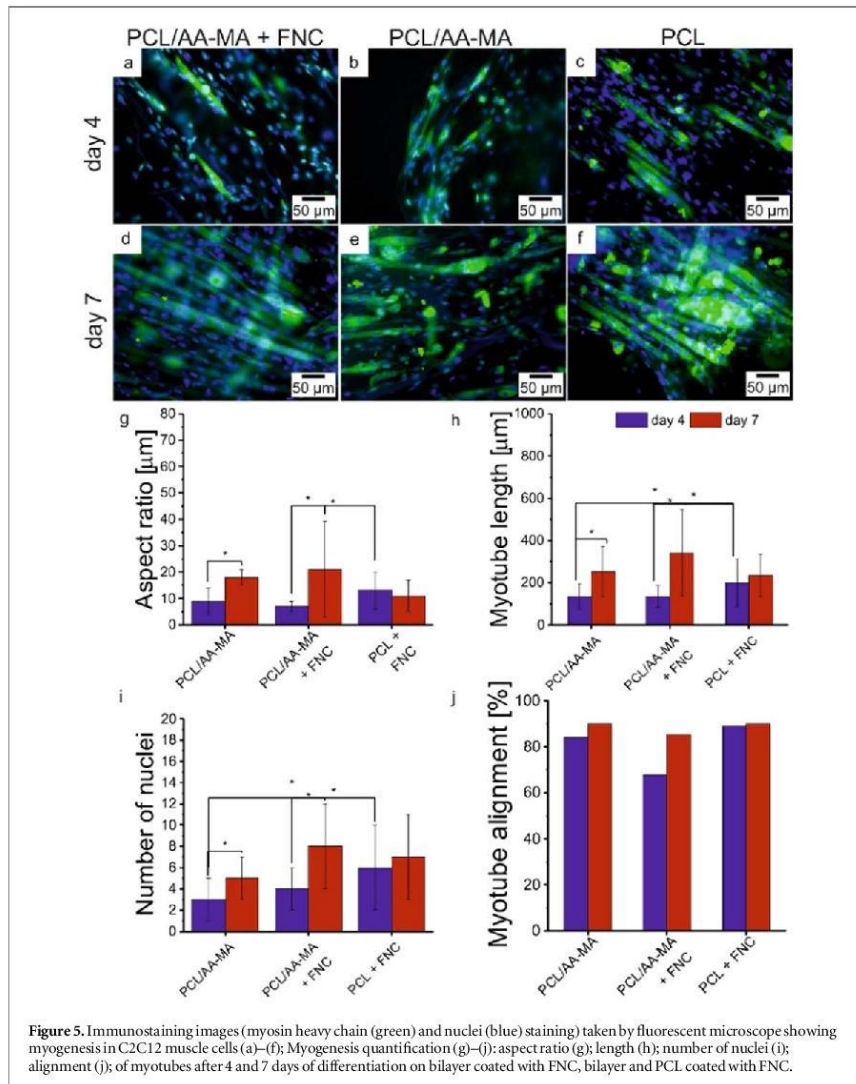 PCL/AA-MA + FNC PCL/AA-MA PCL
a b c
day 4
50 µm 50 µm 50 µm
d e f
day 7
50 µm 50 µm 50 µm
g
Aspect ratio [µm]
80
70
60
50
40
30
20
10
0
PCL/AA-MA
PCL/AA-MA
+ FNC
PCL +
FNC
* * * 
h
day 4 day 7
Myotube length [µm]
1000
800
600
400
200
0
* * * *
PCL/AA-MA
PCL/AA-MA
+ FNC
PCL + FNC
i
Number of nuclei
20
18
16
14
12
10
8
6
4
2
0
* * * *
PCL/AA-MA
PCL/AA-MA
+ FNC
PCL + FNC
j
Myotube alignment [%]
100
80
60
40
20
0
PCL/AA-MA
PCL/AA-MA
+ FNC
PCL + FNC
Figure 5. Immunostaining images (myosin heavy chain (green) and nuclei (blue) staining) taken by fluorescent microscope showing
myogenesis in C2C12 muscle cells (a)–(f); Myogenesis quantification (g)–(j): aspect ratio (g); length (h); number of nuclei (i);
alignment (j); of myotubes after 4 and 7 days of differentiation on bilayer coated with FNC, bilayer and PCL coated with FNC.